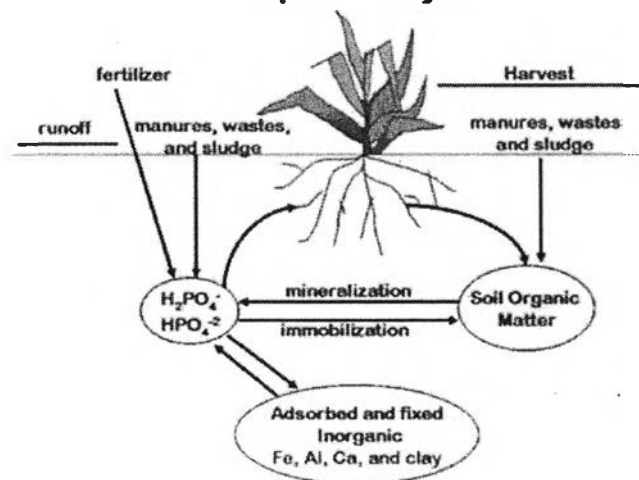 fertilizer
Harvest
runoff
manures, wastes,
and sludge
manures, wastes
and sludge
H₂PO₄⁻
HPO₄⁻²
mineralization
immobilization
Soil Organic
Matter
Adsorbed and fixed
Inorganic
Fe, Al, Ca, and clay